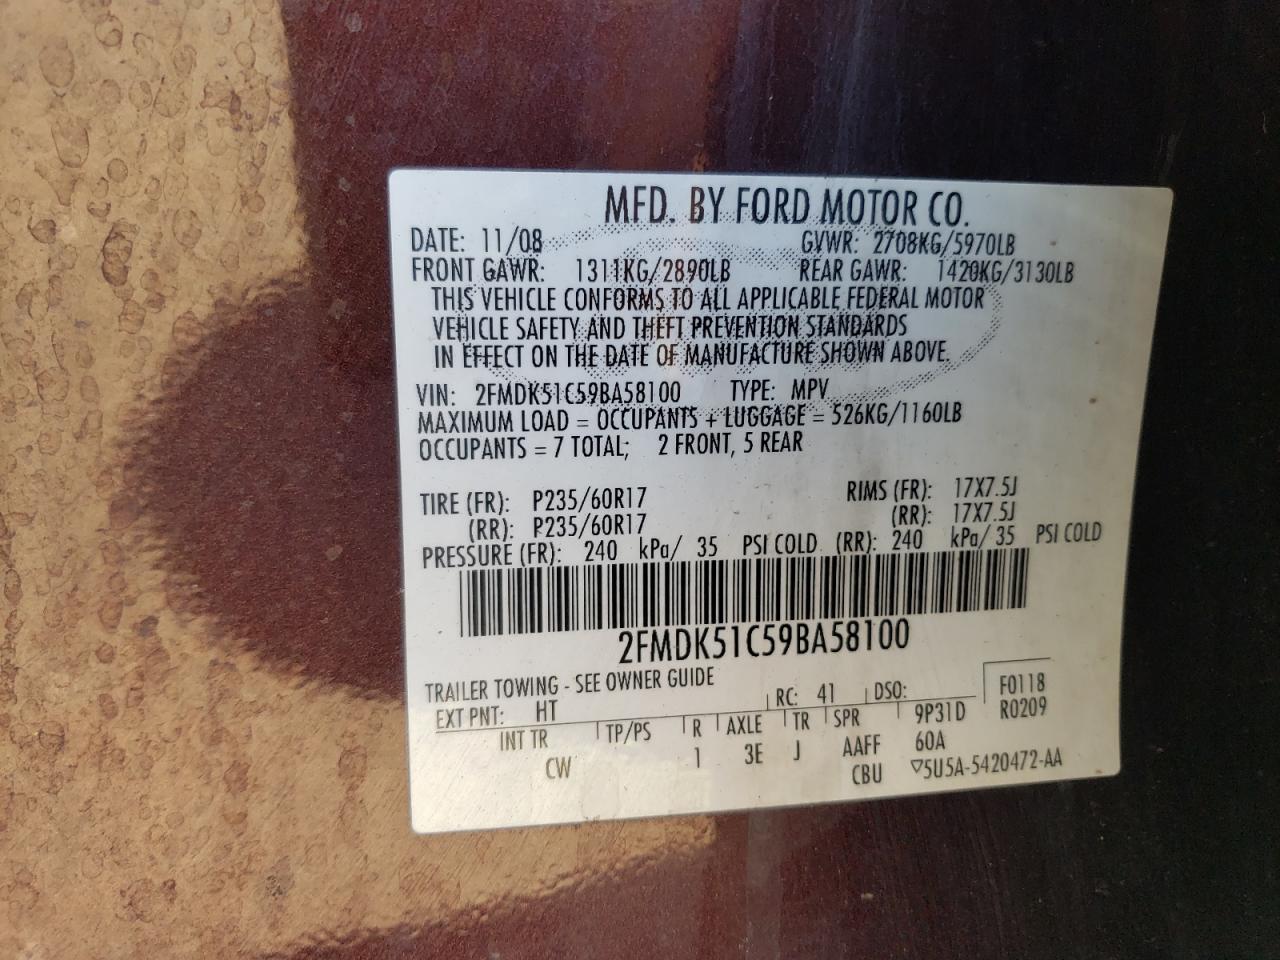 MFD. BY FORD MOTOR CO.
DATE: 11/08 GVWR: 2708KG/5970LB
FRONT GAWR: 1311KG/2890LB REAR GAWR: 1420KG/3130LB
THIS VEHICLE CONFORMS TO ALL APPLICABLE FEDERAL MOTOR
VEHICLE SAFETY AND THEFT PREVENTION STANDARDS
IN EFFECT ON THE DATE OF MANUFACTURE SHOWN ABOVE.
VIN: 2FMDK51C59BA58100 TYPE: MPV
MAXIMUM LOAD = OCCUPANTS + LUGGAGE = 526KG/1160LB
OCCUPANTS = 7 TOTAL; 2 FRONT, 5 REAR
TIRE (FR): P235/60R17 RIMS (FR): 17X7.5J
(RR): P235/60R17 (RR): 17X7.5J
PRESSURE (FR): 240 kPa/ 35 PSI COLD (RR): 240 kPa/ 35 PSI COLD
2FMDK51C59BA58100
TRAILER TOWING - SEE OWNER GUIDE
EXT PNT: HT RC: 41 DSO: F0118
INT TR TP/PS R AXLE TR SPR 9P31D R0209
CW 1 3E J AAFF 60A
CBU ▽5U5A-5420472-AA